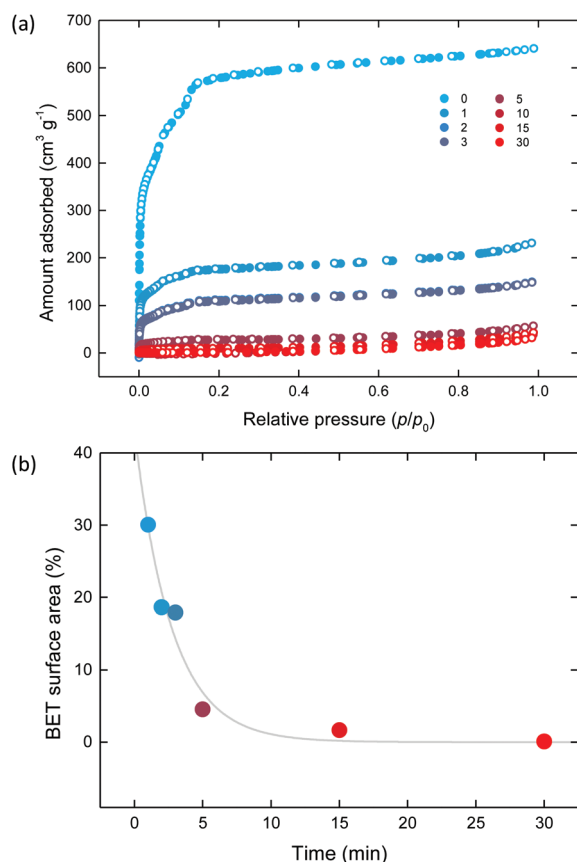 (a)
700
600
500
400
300
200
100
0
Amount adsorbed (cm³ g⁻¹)
0 5
1 10
2 15
3 30
0.0 0.2 0.4 0.6 0.8 1.0
Relative pressure (p/p₀)
(b)
40
30
20
10
0
BET surface area (%)
0 5 10 15 20 25 30
Time (min)